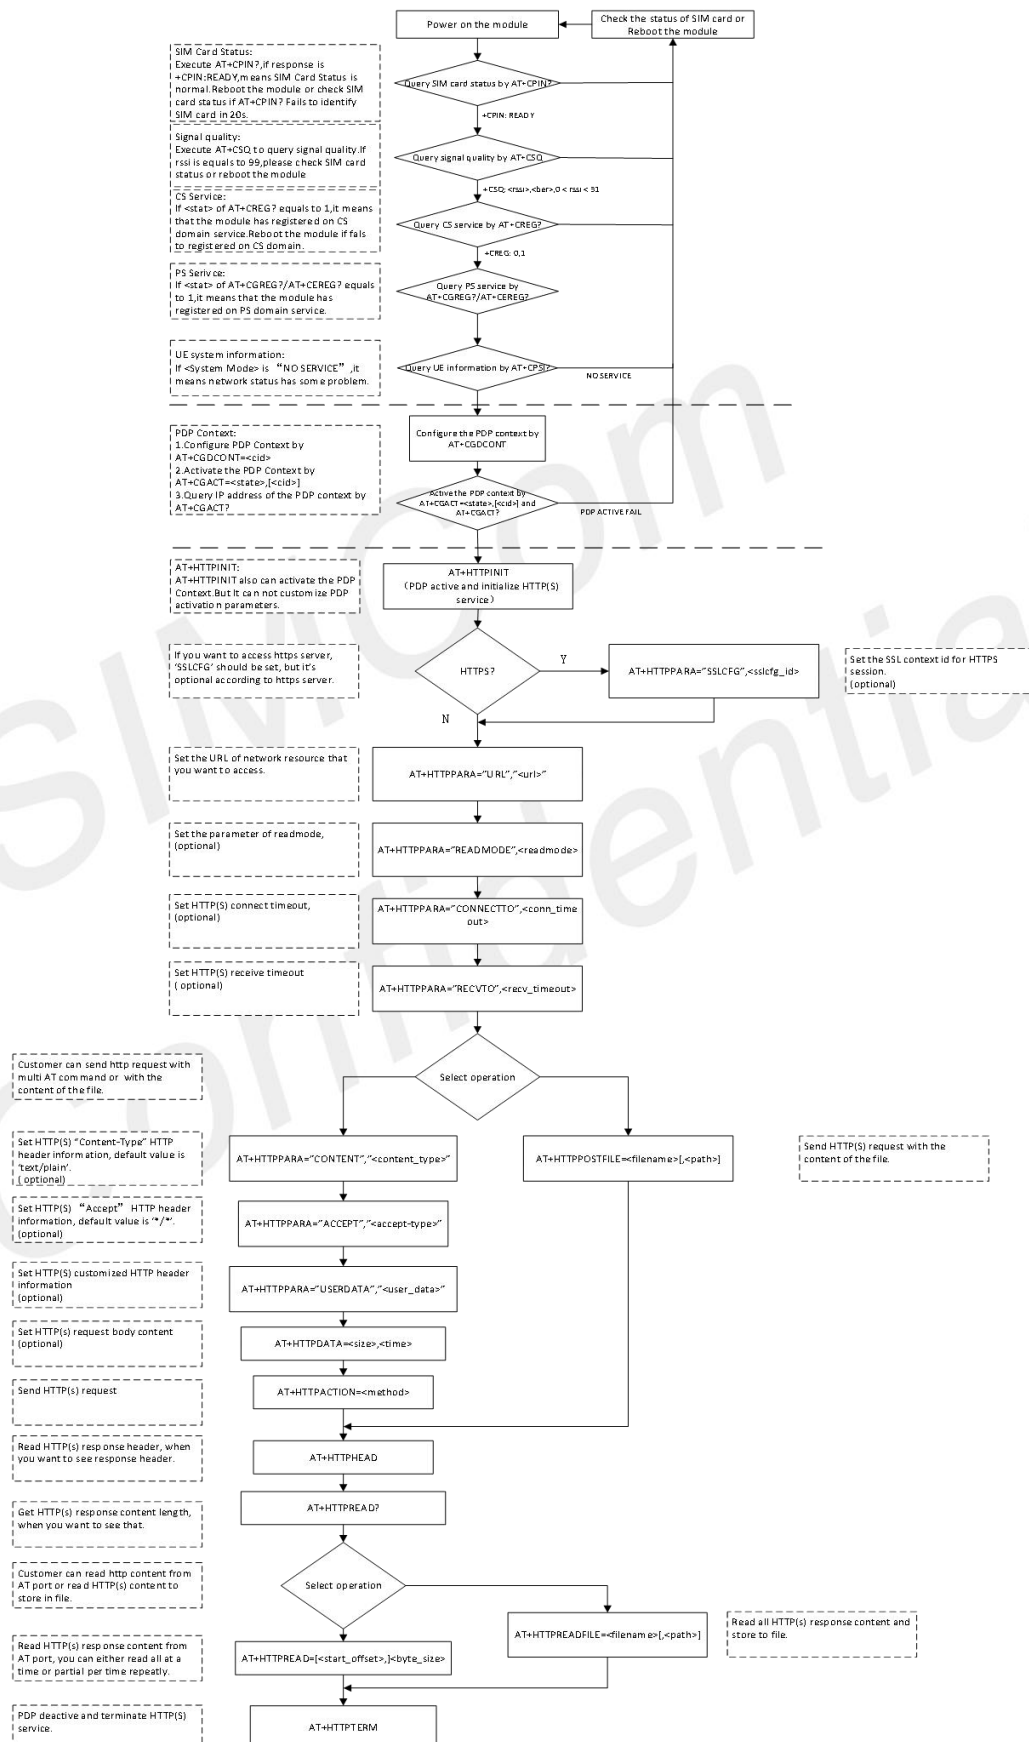 Power on the module
Check the status of SIM card or
Reboot the module
SIM Card Status:
Execute AT+CPIN?,if response is
+CPIN:READY,means SIM Card Status is
normal.Reboot the module or check SIM
card status if AT+CPIN? Fails to identify
SIM card in 20s.
Query SIM card status by AT+CPIN?
+CPIN: READY
Signal quality:
Execute AT+CSQ to query signal quality.If
rssi is equals to 99,please check SIM card
status or reboot the module
Query signal quality by AT+CSQ
+CSQ: <rssi>,<ber>,0 < rssi < 31
CS Service:
If <stat> of AT+CREG? equals to 1,it means
that the module has registered on CS
domain service.Reboot the module if fals
to registered on CS domain.
Query CS service by AT+CREG?
+CREG: 0,1
PS Serivce:
If <stat> of AT+CGREG?/AT+CEREG? equals
to 1,it means that the module has
registered on PS domain service.
Query PS service by
AT+CGREG?/AT+CEREG?
UE system information:
If <System Mode> is “NO SERVICE”,it
means network status has some problem.
Query UE information by AT+CPSI?
NO SERVICE
PDP Context:
1.Configure PDP Context by
AT+CGDCONT=<cid>
2.Activate the PDP Context by
AT+CGACT=<state>,[<cid>]
3.Query IP address of the PDP context by
AT+CGACT?
Configure the PDP context by
AT+CGDCONT
Active the PDP context by
AT+CGACT=<state>,[<cid>] and
AT+CGACT?
PDP ACTIVE FAIL
AT+HTTPINIT:
AT+HTTPINIT also can activate the PDP
Context.But It can not customize PDP
activation parameters.
AT+HTTPINIT
（PDP active and initialize HTTP(S)
service）
If you want to access https server,
‘SSLCFG’ should be set, but it’s
optional according to https server.
HTTPS?
Y
AT+HTTPPARA=”SSLCFG”,<sslcfg_id>
Set the SSL context id for HTTPS
session.
(optional)
N
Set the URL of network resource that
you want to access.
AT+HTTPPARA=”URL”,”<url>”
Set the parameter of readmode,
(optional)
AT+HTTPPARA=”READMODE”,<readmode>
Set HTTP(S) connect timeout,
(optional)
AT+HTTPPARA=”CONNECTTO”,<conn_time
out>
Set HTTP(S) receive timeout
( optional)
AT+HTTPPARA=”RECVTO”,<recv_timeout>
Customer can send http request with
multi AT command or  with the
content of the file.
Select operation
Set HTTP(S) “Content-Type” HTTP
header information, default value is
‘text/plain’.
( optional)
AT+HTTPPARA=”CONTENT”,”<content_type>”
AT+HTTPPOSTFILE=<filename>[,<path>]
Send HTTP(S) request with the
content of the file.
Set HTTP(S) “Accept” HTTP header
information, default value is ‘*/*’.
(optional)
AT+HTTPPARA=”ACCEPT”,”<accept-type>”
Set HTTP(S) customized HTTP header
information
(optional)
AT+HTTPPARA=”USERDATA”,”<user_data>”
Set HTTP(s) request body content
(optional)
AT+HTTPDATA=<size>,<time>
Send HTTP(s) request
AT+HTTPACTION=<method>
Read HTTP(s) response header, when
you want to see response header.
AT+HTTPHEAD
Get HTTP(s) response content length,
when you want to see that.
AT+HTTPREAD?
Customer can read http content from
AT port or read HTTP(s) content to
store in file.
Select operation
Read HTTP(s) response content from
AT port, you can either read all at a
time or partial per time repeatly.
AT+HTTPREAD=[<start_offset>,]<byte_size>
AT+HTTPREADFILE=<filename>[,<path>]
Read all HTTP(s) response content and
store to file.
PDP deactive and terminate HTTP(S)
service.
AT+HTTPTERM
SIMCom
Confidential